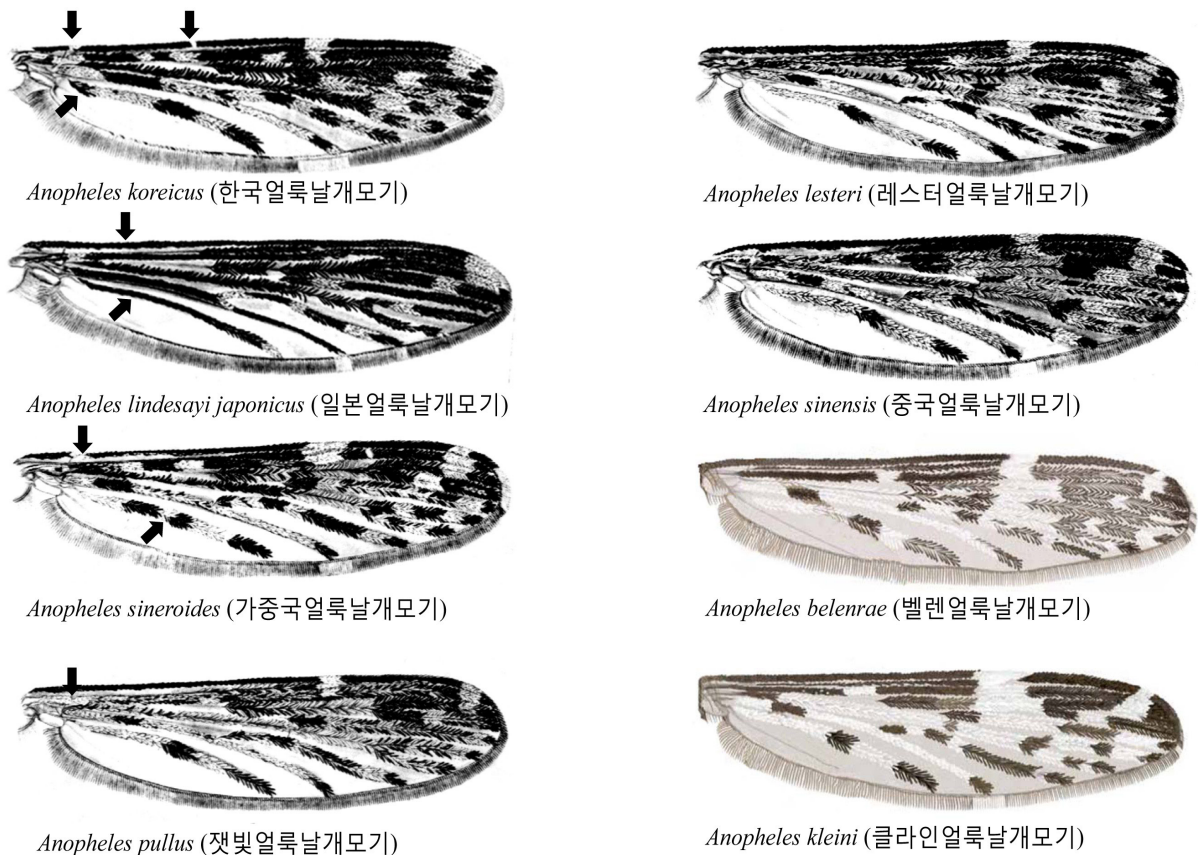 Anopheles koreicus (한국얼룩날개모기)
Anopheles lesteri (레스터얼룩날개모기)
Anopheles lindesayi japonicus (일본얼룩날개모기)
Anopheles sinensis (중국얼룩날개모기)
Anopheles sineroides (가중국얼룩날개모기)
Anopheles belenrae (벨렌얼룩날개모기)
Anopheles pullus (잿빛얼룩날개모기)
Anopheles kleini (클라인얼룩날개모기)